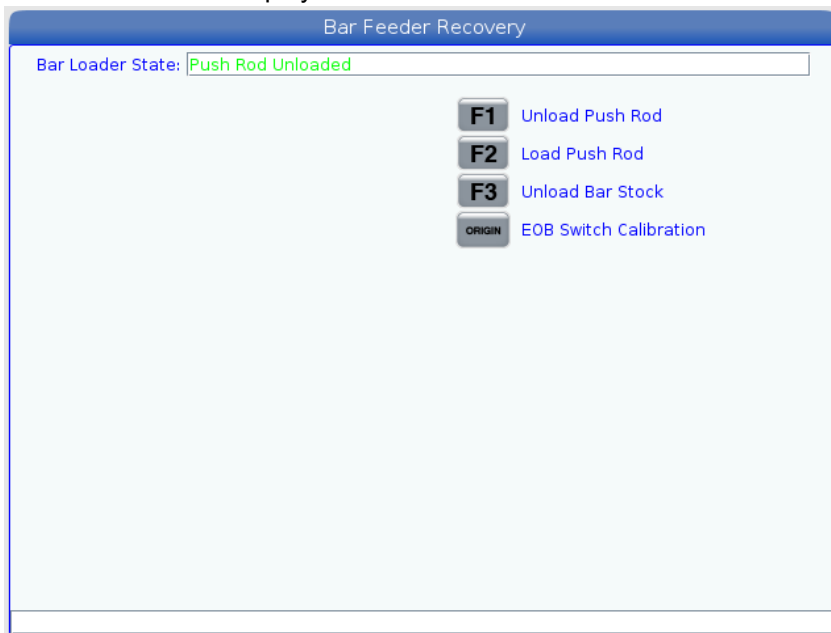 Bar Feeder Recovery
Bar Loader State: Push Rod Unloaded
F1 Unload Push Rod
F2 Load Push Rod
F3 Unload Bar Stock
ORIGIN EOB Switch Calibration